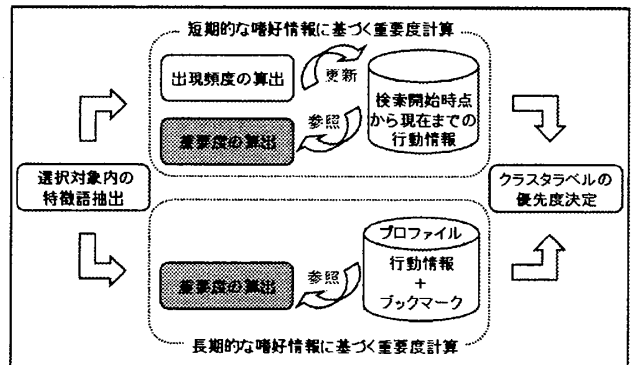 短期的な嗜好情報に基づく重要度計算
出現頻度の算出
更新
検索開始時点
から現在までの
行動情報
参照
重要度の算出
選択対象内の
特徴語抽出
クラスタラベルの
優先度決定
プロファイル
行動情報
+
ブックマーク
参照
重要度の算出
長期的な嗜好情報に基づく重要度計算